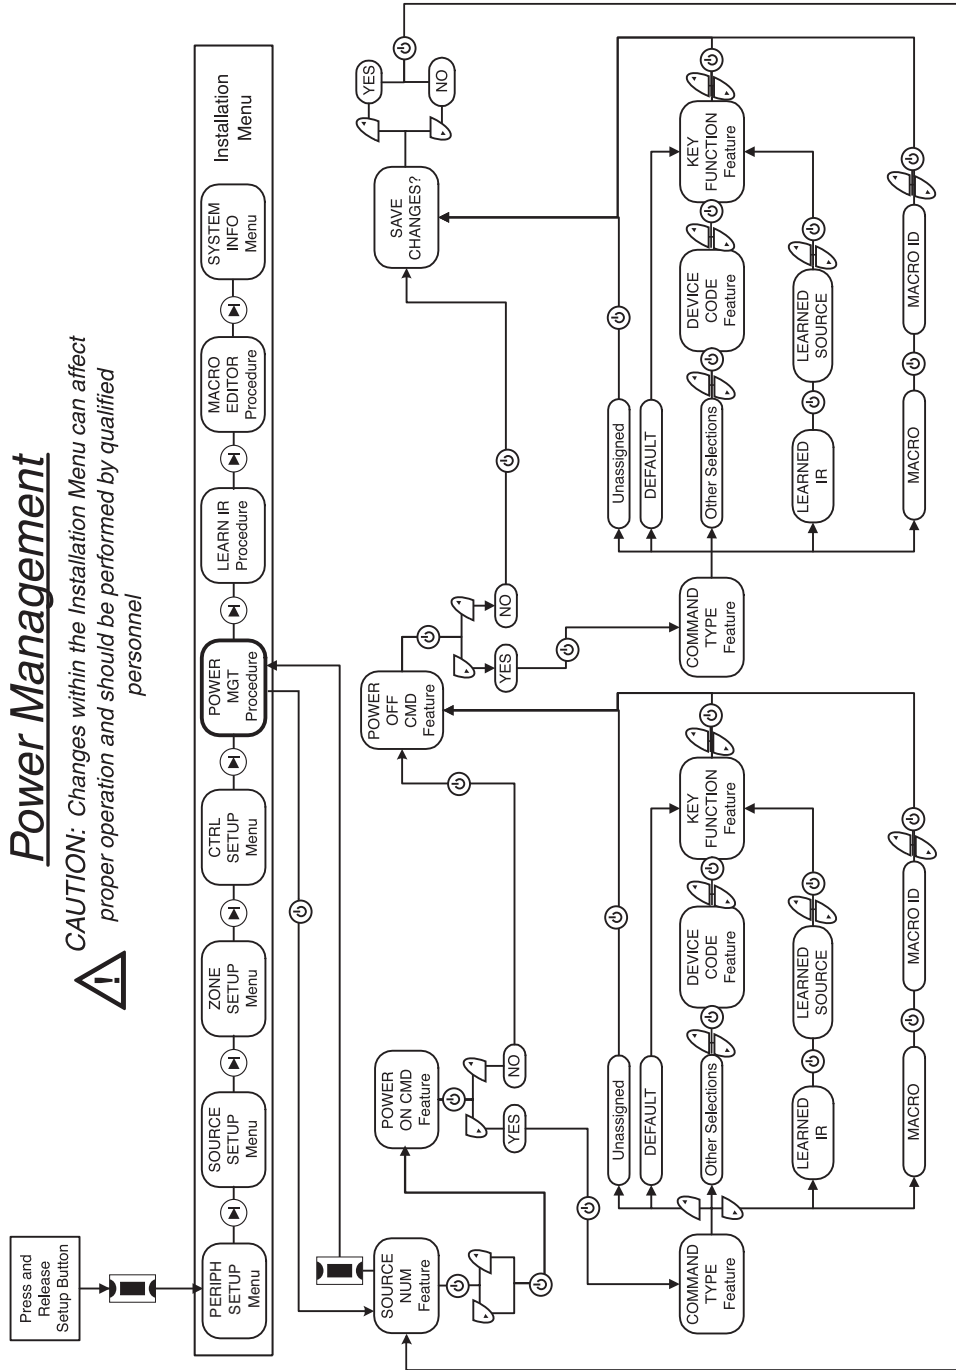 Power Management
CAUTION: Changes within the Installation Menu can affect
proper operation and should be performed by qualified
personnel
Press and
Release
Setup Button
PERIPH
SETUP
Menu
SOURCE
SETUP
Menu
ZONE
SETUP
Menu
CTRL
SETUP
Menu
POWER
MGT
Procedure
LEARN IR
Procedure
MACRO
EDITOR
Procedure
SYSTEM
INFO
Menu
Installation
Menu
SOURCE
NUM
Feature
POWER
ON CMD
Feature
YES
NO
POWER
OFF
CMD
Feature
YES
NO
SAVE
CHANGES?
YES
NO
COMMAND
TYPE
Feature
Unassigned
DEFAULT
Other Selections
DEVICE
CODE
Feature
KEY
FUNCTION
Feature
LEARNED
IR
LEARNED
SOURCE
MACRO
MACRO ID
COMMAND
TYPE
Feature
Unassigned
DEFAULT
Other Selections
DEVICE
CODE
Feature
KEY
FUNCTION
Feature
LEARNED
IR
LEARNED
SOURCE
MACRO
MACRO ID